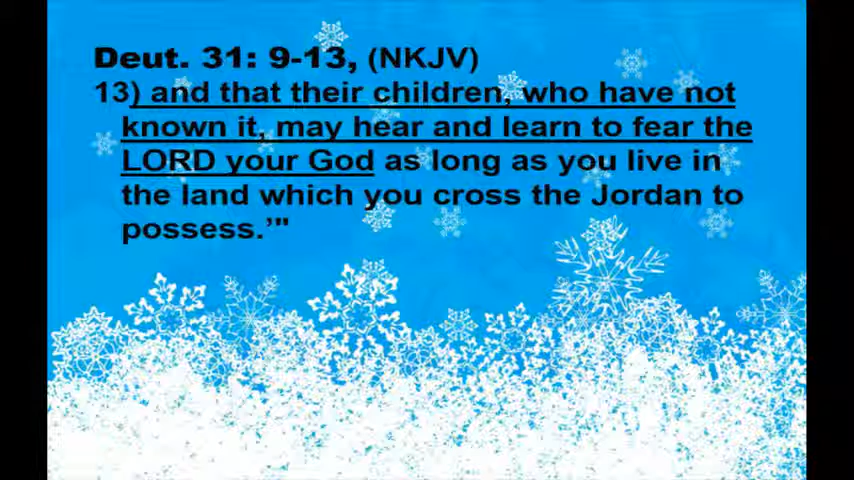 Deut. 31: 9-13, (NKJV)
13) and that their children, who have not
known it, may hear and learn to fear the
LORD your God as long as you live in
the land which you cross the Jordan to
possess.’"